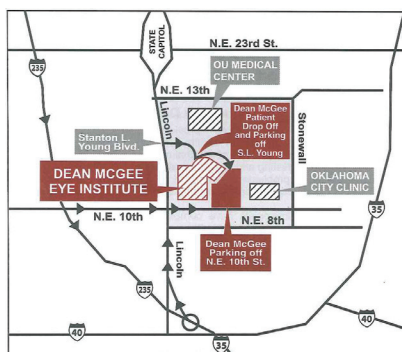 STATE CAPITOL
N.E. 23rd St.
235
OU MEDICAL
CENTER
N.E. 13th
Lincoln
Dean McGee
Patient
Drop Off
and Parking
off
S.L. Young
Stonewall
Stanton L.
Young Blvd.
DEAN MCGEE
EYE INSTITUTE
OKLAHOMA
CITY CLINIC
35
N.E. 10th
N.E. 8th
Dean McGee
Parking off
N.E. 10th St.
Lincoln
235
40
35
40